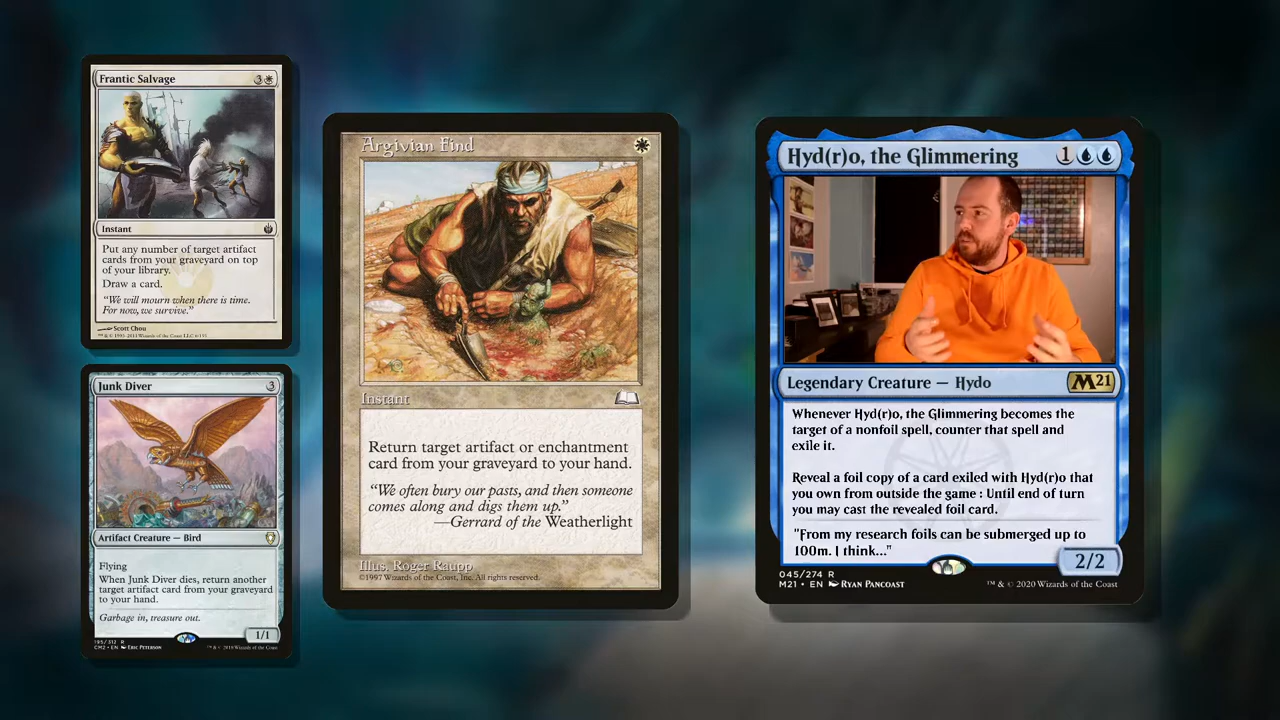 Frantic Salvage 3
Instant
Put any number of target artifact
cards from your graveyard on top
of your library.
Draw a card.
“We will mourn when there is time.
For now, we survive.”
Scott Chou
Junk Diver 3
Artifact Creature — Bird
Flying
When Junk Diver dies, return another
target artifact card from your graveyard
to your hand.
Garbage in, treasure out.
1/1
195/312 R
CM2 • EN Eric Peterson
Argivian Find
Instant
Return target artifact or enchantment
card from your graveyard to your hand.
“We often bury our pasts, and then someone
comes along and digs them up.”
—Gerrard of the Weatherlight
Illus. Roger Raupp
©1997 Wizards of the Coast, Inc. All rights reserved.
Hyd(r)o, the Glimmering 1
Legendary Creature — Hydo M21
Whenever Hyd(r)o, the Glimmering becomes the
target of a nonfoil spell, counter that spell and
exile it.
Reveal a foil copy of a card exiled with Hyd(r)o that
you own from outside the game : Until end of turn
you may cast the revealed foil card.
"From my research foils can be submerged up to
100m. I think..."
2/2
045/274 R
M21 • EN Ryan Pancoast ™ & © 2020 Wizards of the Coast